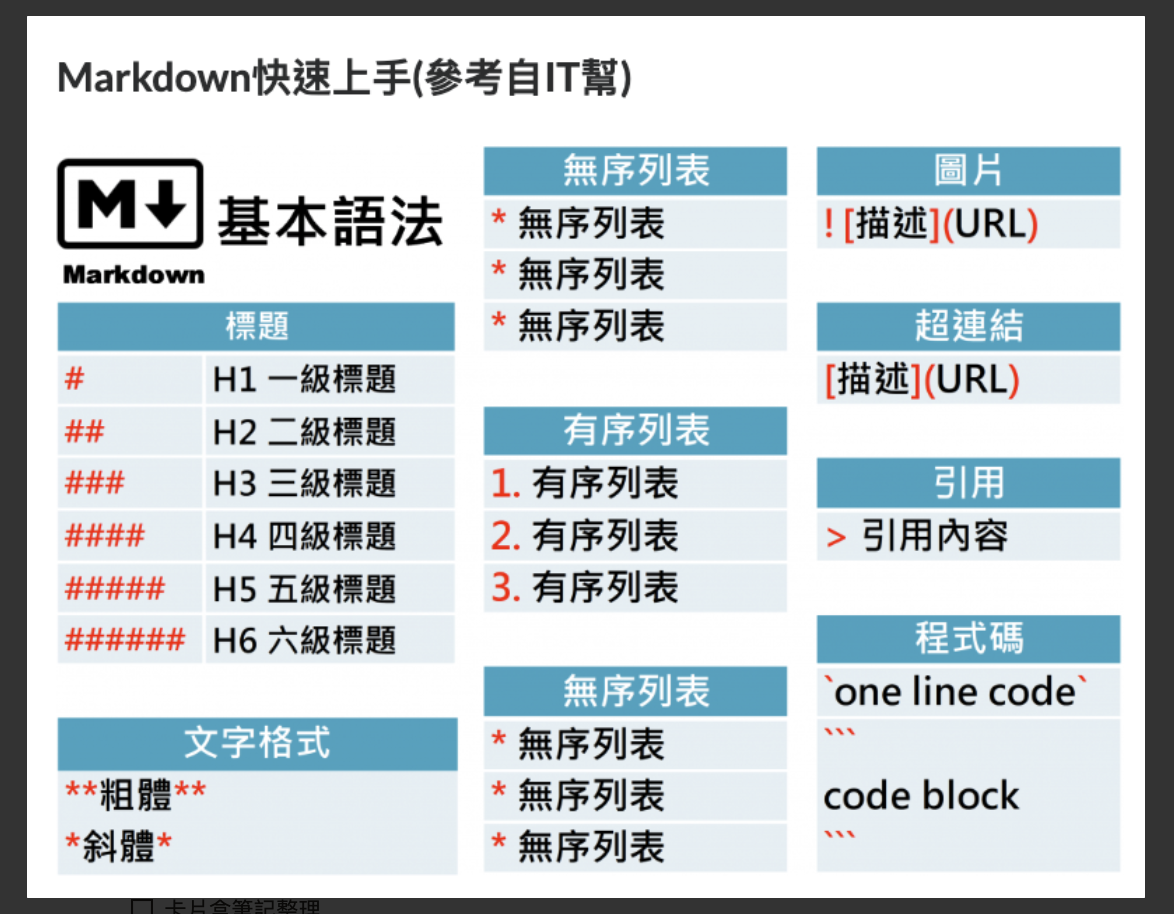 Markdown快速上手(參考自IT幫)
M
基本語法
Markdown
標題
# H1 一級標題
## H2 二級標題
### H3 三級標題
#### H4 四級標題
##### H5 五級標題
###### H6 六級標題
文字格式
**粗體**
*斜體*
無序列表
* 無序列表
* 無序列表
* 無序列表
有序列表
1. 有序列表
2. 有序列表
3. 有序列表
無序列表
* 無序列表
* 無序列表
* 無序列表
圖片
![描述](URL)
超連結
[描述](URL)
引用
> 引用內容
程式碼
`one line code`
```
code block
```
卡片盒筆記整理